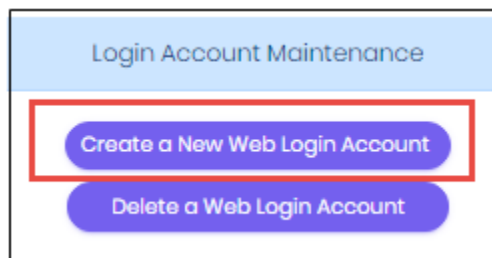 Login Account Maintenance
Create a New Web Login Account
Delete a Web Login Account